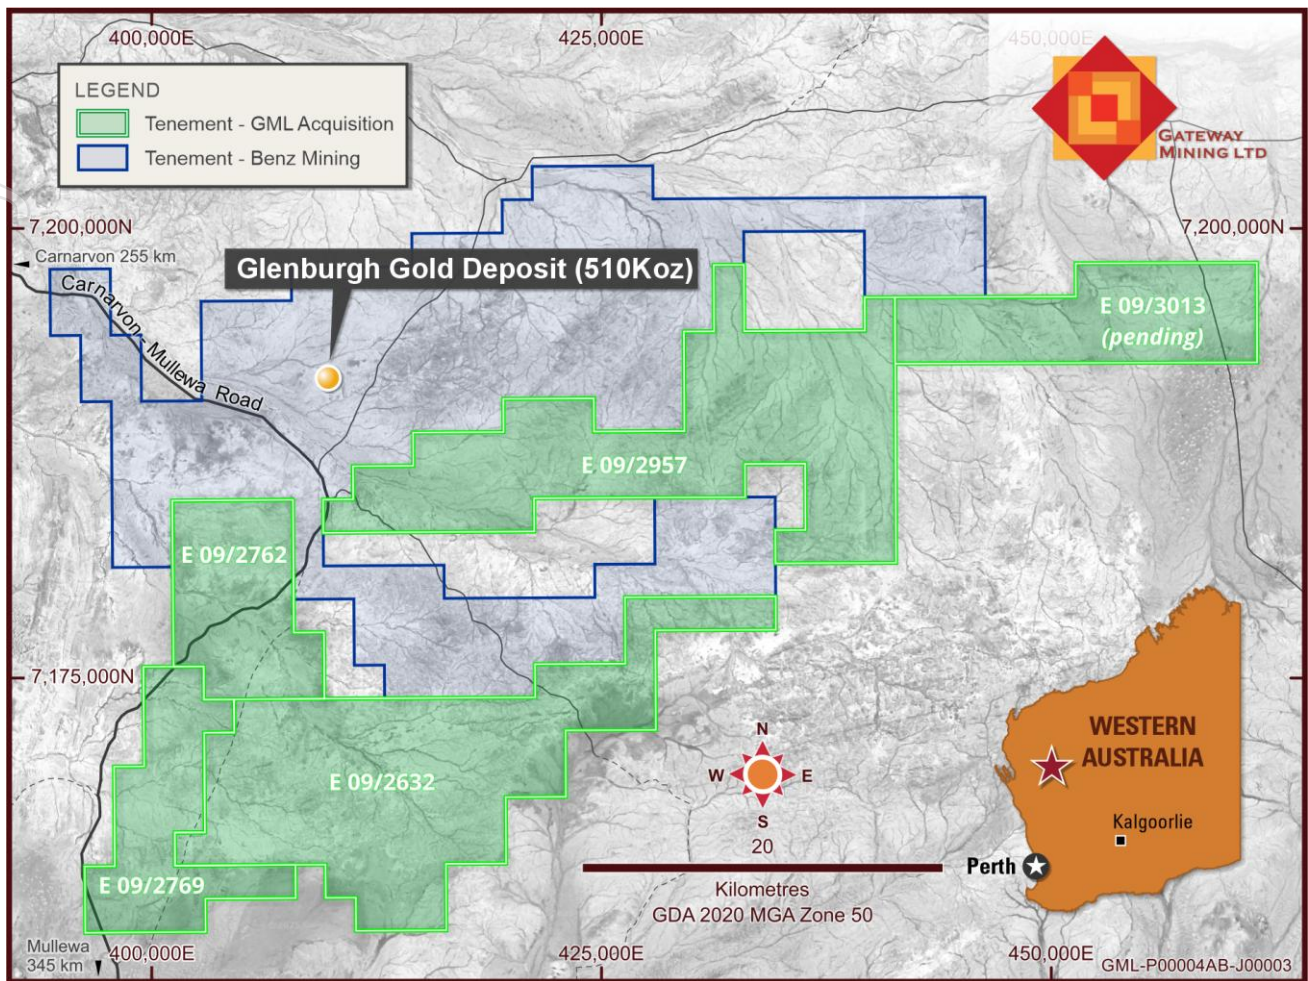 400,000E
425,000E
450,000E
LEGEND
Tenement - GML Acquisition
Tenement - Benz Mining
GATEWAY
MINING LTD
7,200,000N
7,200,000N
Carnarvon 255 km
Glenburgh Gold Deposit (510Koz)
Carnarvon - Mullewa Road
E 09/3013
(pending)
E 09/2957
E 09/2762
7,175,000N
E 09/2632
E 09/2769
N
W
E
S
20
Kilometres
GDA 2020 MGA Zone 50
WESTERN
AUSTRALIA
Kalgoorlie
Perth
Mullewa
345 km
400,000E
425,000E
450,000E
GML-P00004AB-J00003